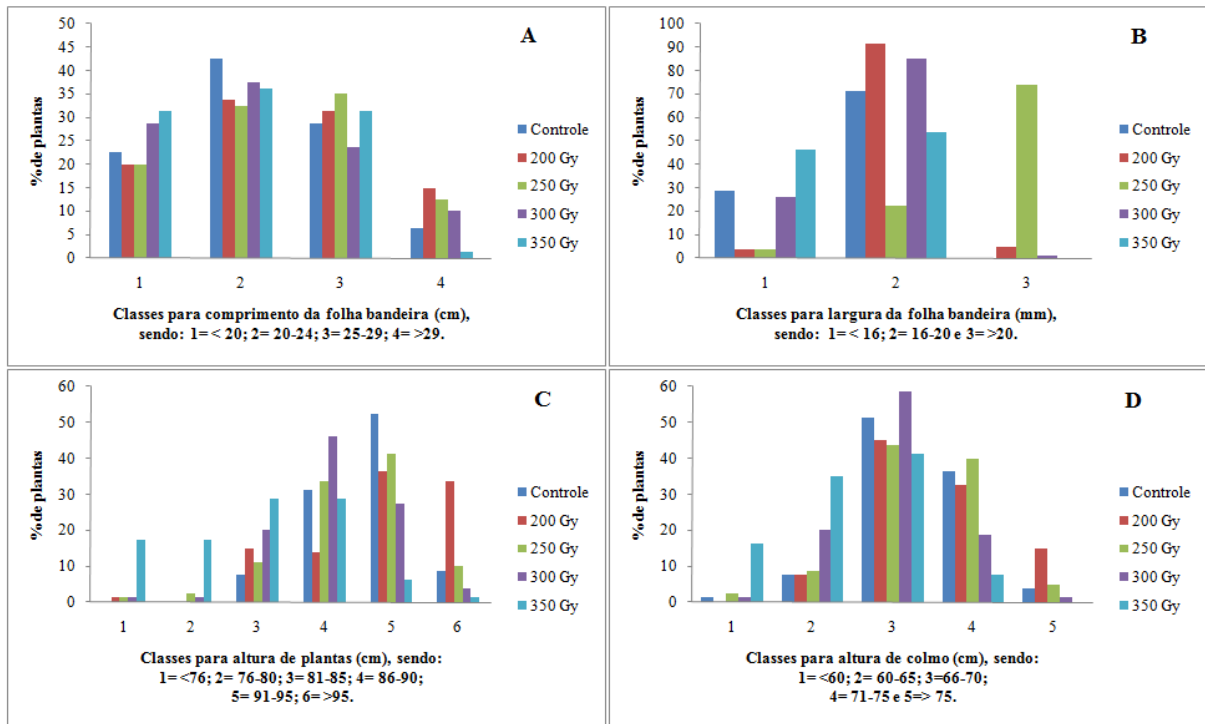 A
50
45
40
35
30
25
20
15
10
5
0
% de plantas
1 2 3 4
Controle
200 Gy
250 Gy
300 Gy
350 Gy
Classes para comprimento da folha bandeira (cm),
sendo: 1= < 20; 2= 20-24; 3= 25-29; 4= >29.
B
100
90
80
70
60
50
40
30
20
10
0
% de plantas
1 2 3
Controle
200 Gy
250 Gy
300 Gy
350 Gy
Classes para largura da folha bandeira (mm),
sendo: 1= < 16; 2= 16-20 e 3= >20.
C
60
50
40
30
20
10
0
% de plantas
1 2 3 4 5 6
Controle
200 Gy
250 Gy
300 Gy
350 Gy
Classes para altura de plantas (cm), sendo:
1= <76; 2= 76-80; 3= 81-85; 4= 86-90;
5= 91-95; 6= >95.
D
60
50
40
30
20
10
0
% de plantas
1 2 3 4 5
Controle
200 Gy
250 Gy
300 Gy
350 Gy
Classes para altura de colmo (cm), sendo:
1= <60; 2= 60-65; 3=66-70;
4= 71-75 e 5=> 75.